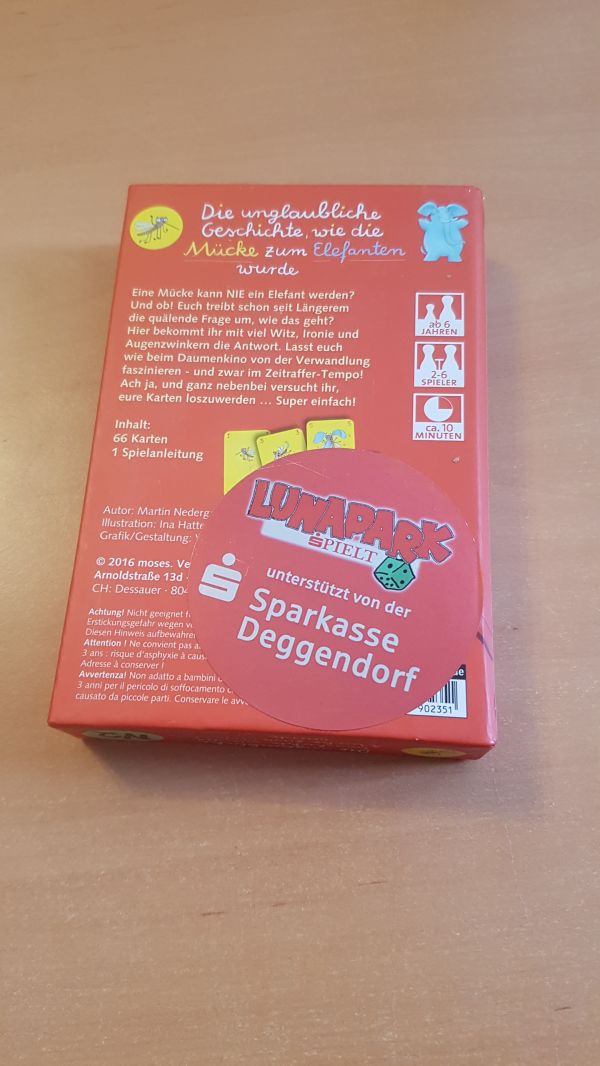 Die unglaubliche
Geschichte, wie die
Mücke zum Elefanten
wurde
Eine Mücke kann NIE ein Elefant werden?
Und ob! Euch treibt schon seit Längerem
die quälende Frage um, wie das geht?
Hier bekommt ihr mit viel Witz, Ironie und
Augenzwinkern die Antwort. Lasst euch
wie beim Daumenkino von der Verwandlung
faszinieren - und zwar im Zeitraffer-Tempo!
Ach ja, und ganz nebenbei versucht ihr,
eure Karten loszuwerden ... Super einfach!
ab 6
JAHREN
2-6
SPIELER
ca. 10
MINUTEN
Inhalt:
66 Karten
1 Spielanleitung
Autor: Martin Nederg
Illustration: Ina Hatte
Grafik/Gestaltung:
© 2016 moses. Ve
Arnoldstraße 13d
CH: Dessauer · 804
Achtung! Nicht geeignet f
Erstickungsgefahr wegen v
Diesen Hinweis aufbewahren
Attention ! Ne convient pas a
3 ans : risque d'asphyxie à caus
Adresse à conserver !
Avvertenza! Non adatto a bambini
3 anni per il pericolo di soffocamento c
causato da piccole parti. Conservare le avv
LUNAPARK
SPIELT
unterstützt von der
Sparkasse
Deggendorf
de
902351